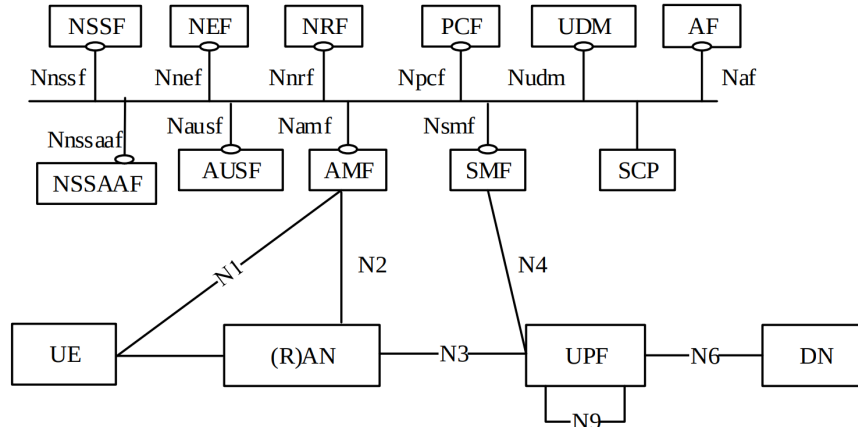 NSSF NEF NRF PCF UDM AF
Nnssf Nnef Nnrf Npcf Nudm Naf
Nnssaaf Nausf Namf Nsmf
NSSAAF AUSF AMF SMF SCP
N1 N2 N4
UE (R)AN N3 UPF N6 DN
N9